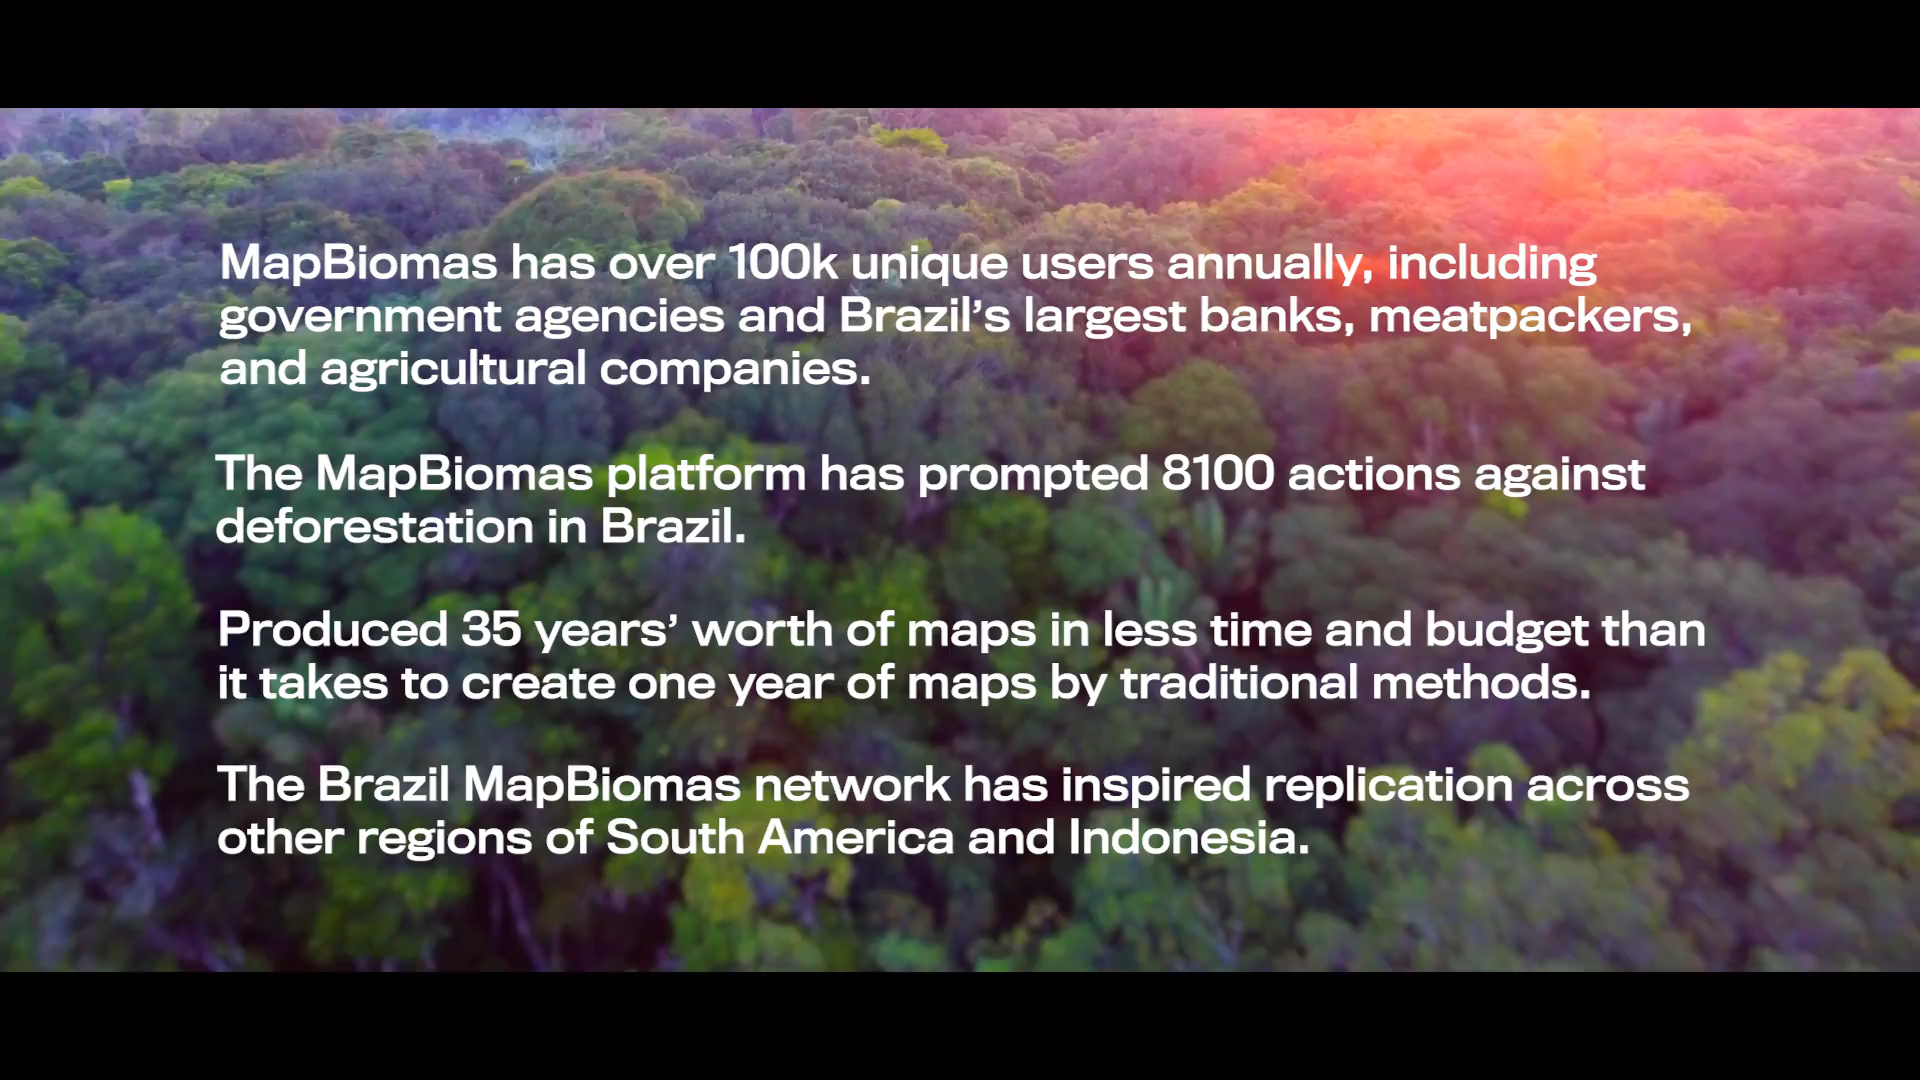 MapBiomas has over 100k unique users annually, including
government agencies and Brazil’s largest banks, meatpackers,
and agricultural companies.
The MapBiomas platform has prompted 8100 actions against
deforestation in Brazil.
Produced 35 years’ worth of maps in less time and budget than
it takes to create one year of maps by traditional methods.
The Brazil MapBiomas network has inspired replication across
other regions of South America and Indonesia.